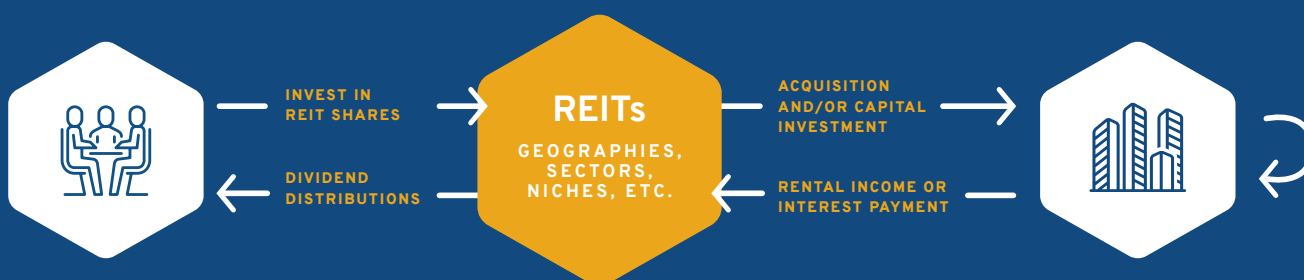 INVEST IN
REIT SHARES
DIVIDEND
DISTRIBUTIONS
REITs
GEOGRAPHIES,
SECTORS,
NICHES, ETC.
ACQUISITION
AND/OR CAPITAL
INVESTMENT
RENTAL INCOME OR
INTEREST PAYMENT